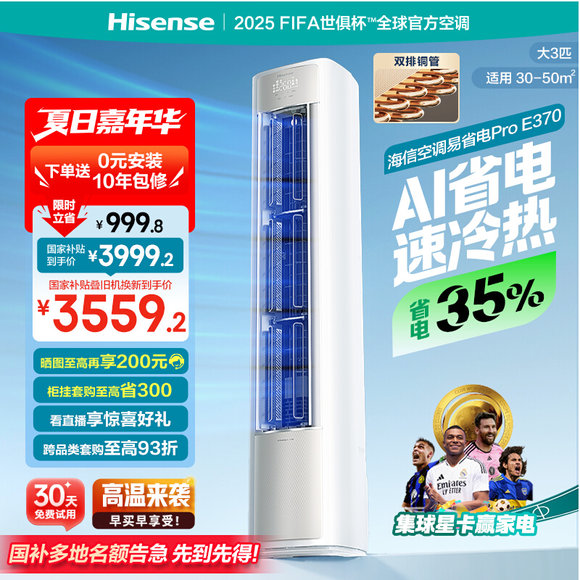 Hisense | 2025 FIFA世俱杯™全球官方空调
大3匹
适用 30-50m²
双排铜管
海信空调易省电Pro E370
AI省电
速冷热
省电35%
夏日嘉年华
下单送 0元安装
10年包修
限时立省 ¥999.8
国家补贴到手价 ¥3999.2
国家补贴叠旧机换新到手价
¥3559.2
晒图至高再享200元
柜挂套购至高省300
看直播享惊喜好礼
跨品类套购至高93折
30天
免费试用
高温来袭
早买早享受!
国补多地名额告急 先到先得!
集球星卡赢家电
Hisense
Fly Emirates